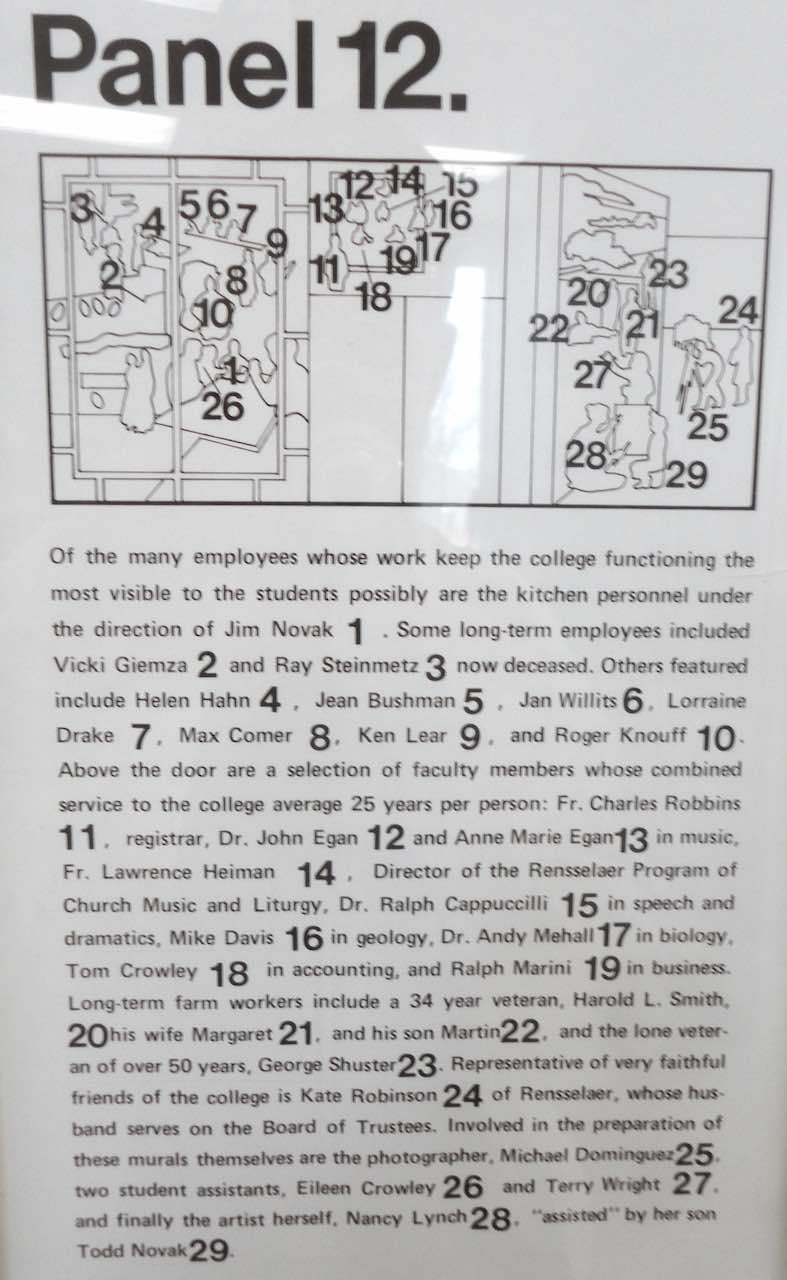 Panel 12.
3 4 5 6 7 9 2 8 10 1 26
12 14 15 13 16 17 19 11 18
23 20 24 22 21 27 25 28 29
Of the many employees whose work keep the college functioning the
most visible to the students possibly are the kitchen personnel under
the direction of Jim Novak 1 . Some long-term employees included
Vicki Giemza 2 and Ray Steinmetz 3 now deceased. Others featured
include Helen Hahn 4 , Jean Bushman 5 , Jan Willits 6, Lorraine
Drake 7, Max Comer 8, Ken Lear 9, and Roger Knouff 10.
Above the door are a selection of faculty members whose combined
service to the college average 25 years per person: Fr. Charles Robbins
11, registrar, Dr. John Egan 12 and Anne Marie Egan 13 in music,
Fr. Lawrence Heiman 14 , Director of the Rensselaer Program of
Church Music and Liturgy, Dr. Ralph Cappuccilli 15 in speech and
dramatics, Mike Davis 16 in geology, Dr. Andy Mehall 17 in biology,
Tom Crowley 18 in accounting, and Ralph Marini 19 in business.
Long-term farm workers include a 34 year veteran, Harold L. Smith,
20 his wife Margaret 21, and his son Martin 22, and the lone veter-
an of over 50 years, George Shuster 23. Representative of very faithful
friends of the college is Kate Robinson 24 of Rensselaer, whose hus-
band serves on the Board of Trustees. Involved in the preparation of
these murals themselves are the photographer, Michael Dominguez 25,
two student assistants, Eileen Crowley 26 and Terry Wright 27,
and finally the artist herself, Nancy Lynch 28, "assisted" by her son
Todd Novak 29.